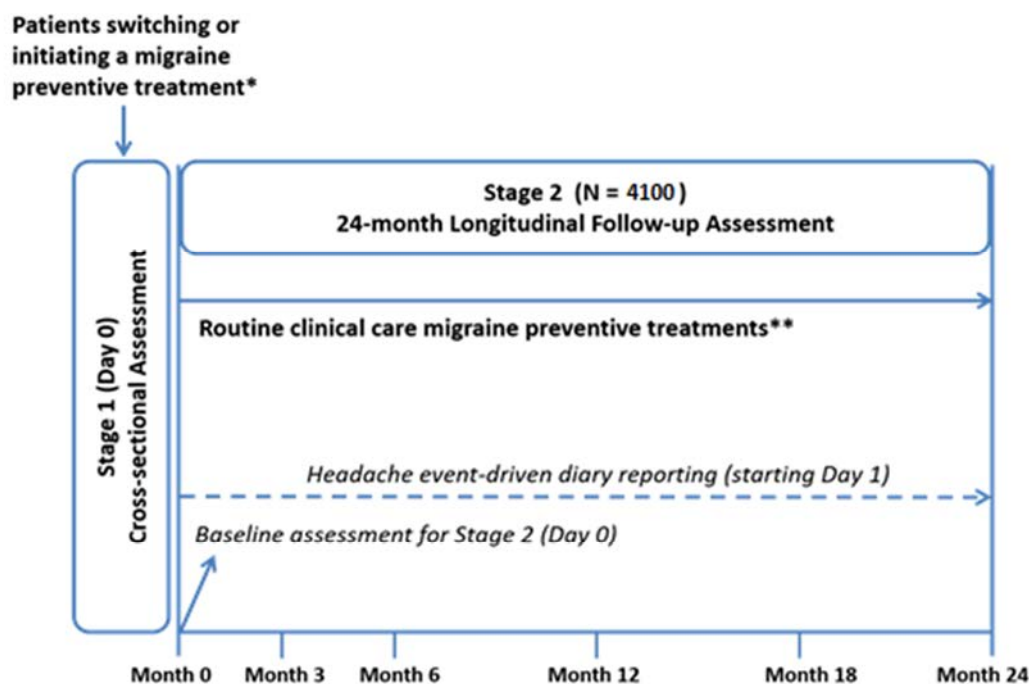 Patients switching or
initiating a migraine
preventive treatment*
Stage 1 (Day 0)
Cross-sectional Assessment
Stage 2 (N = 4100)
24-month Longitudinal Follow-up Assessment
Routine clinical care migraine preventive treatments**
Headache event-driven diary reporting (starting Day 1)
Baseline assessment for Stage 2 (Day 0)
Month 0 Month 3 Month 6 Month 12 Month 18 Month 24